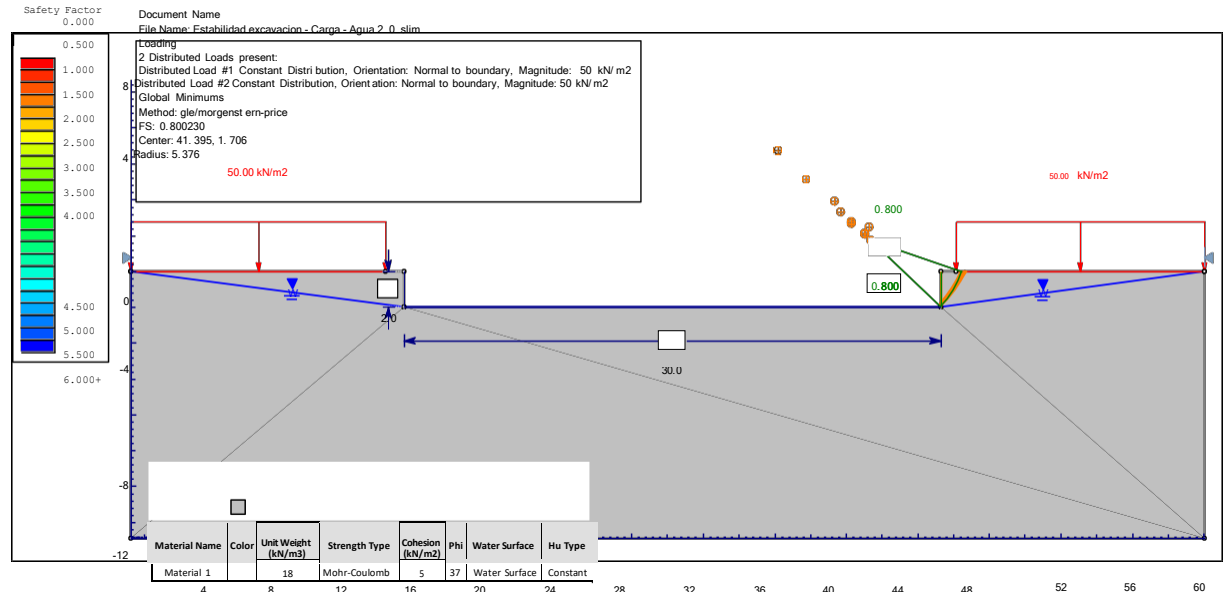 Safety Factor
0.000
0.500
1.000
1.500
2.000
2.500
3.000
3.500
4.000
4.500
5.000
5.500
6.000+
Document Name
File Name: Estabilidad excavacion - Carga - Agua 2_0_slim
Loading
2 Distributed Loads present:
Distributed Load #1 Constant Distribution, Orientation: Normal to boundary, Magnitude: 50 kN/m2
Distributed Load #2 Constant Distribution, Orientation: Normal to boundary, Magnitude: 50 kN/m2
Global Minimums
Method: gle/morgenstern-price
FS: 0.800230
Center: 41.395, 1.706
Radius: 5.376
50.00 kN/m2
50.00 kN/m2
0.800
0.800
2.0
30.0
8
4
0
-4
-8
-12
Material Name Color Unit Weight (kN/m3) Strength Type Cohesion (kN/m2) Phi Water Surface Hu Type
Material 1 18 Mohr-Coulomb 5 37 Water Surface Constant
4 8 12 16 20 24 28 32 36 40 44 48 52 56 60